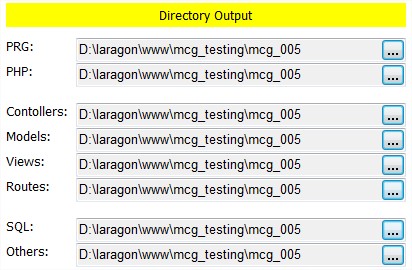 Directory Output
PRG: D:\laragon\www\mcg_testing\mcg_005 ...
PHP: D:\laragon\www\mcg_testing\mcg_005 ...
Contollers: D:\laragon\www\mcg_testing\mcg_005 ...
Models: D:\laragon\www\mcg_testing\mcg_005 ...
Views: D:\laragon\www\mcg_testing\mcg_005 ...
Routes: D:\laragon\www\mcg_testing\mcg_005 ...
SQL: D:\laragon\www\mcg_testing\mcg_005 ...
Others: D:\laragon\www\mcg_testing\mcg_005 ...